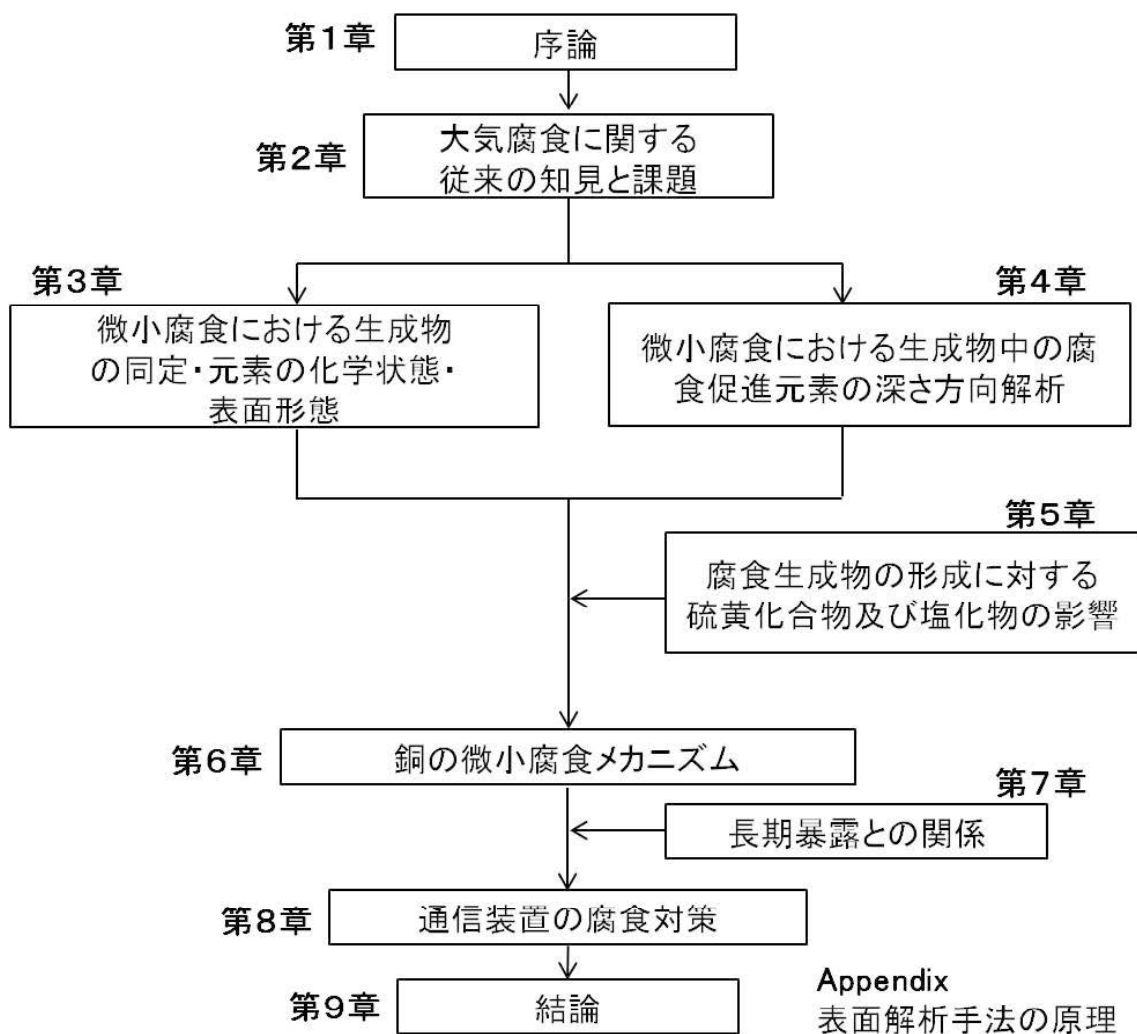 第1章
序論
第2章
大気腐食に関する
従来の知見と課題
第3章
微小腐食における生成物
の同定・元素の化学状態・
表面形態
第4章
微小腐食における生成物中の腐
食促進元素の深さ方向解析
第5章
腐食生成物の形成に対する
硫黄化合物及び塩化物の影響
第6章
銅の微小腐食メカニズム
第7章
長期暴露との関係
第8章
通信装置の腐食対策
第9章
結論
Appendix
表面解析手法の原理